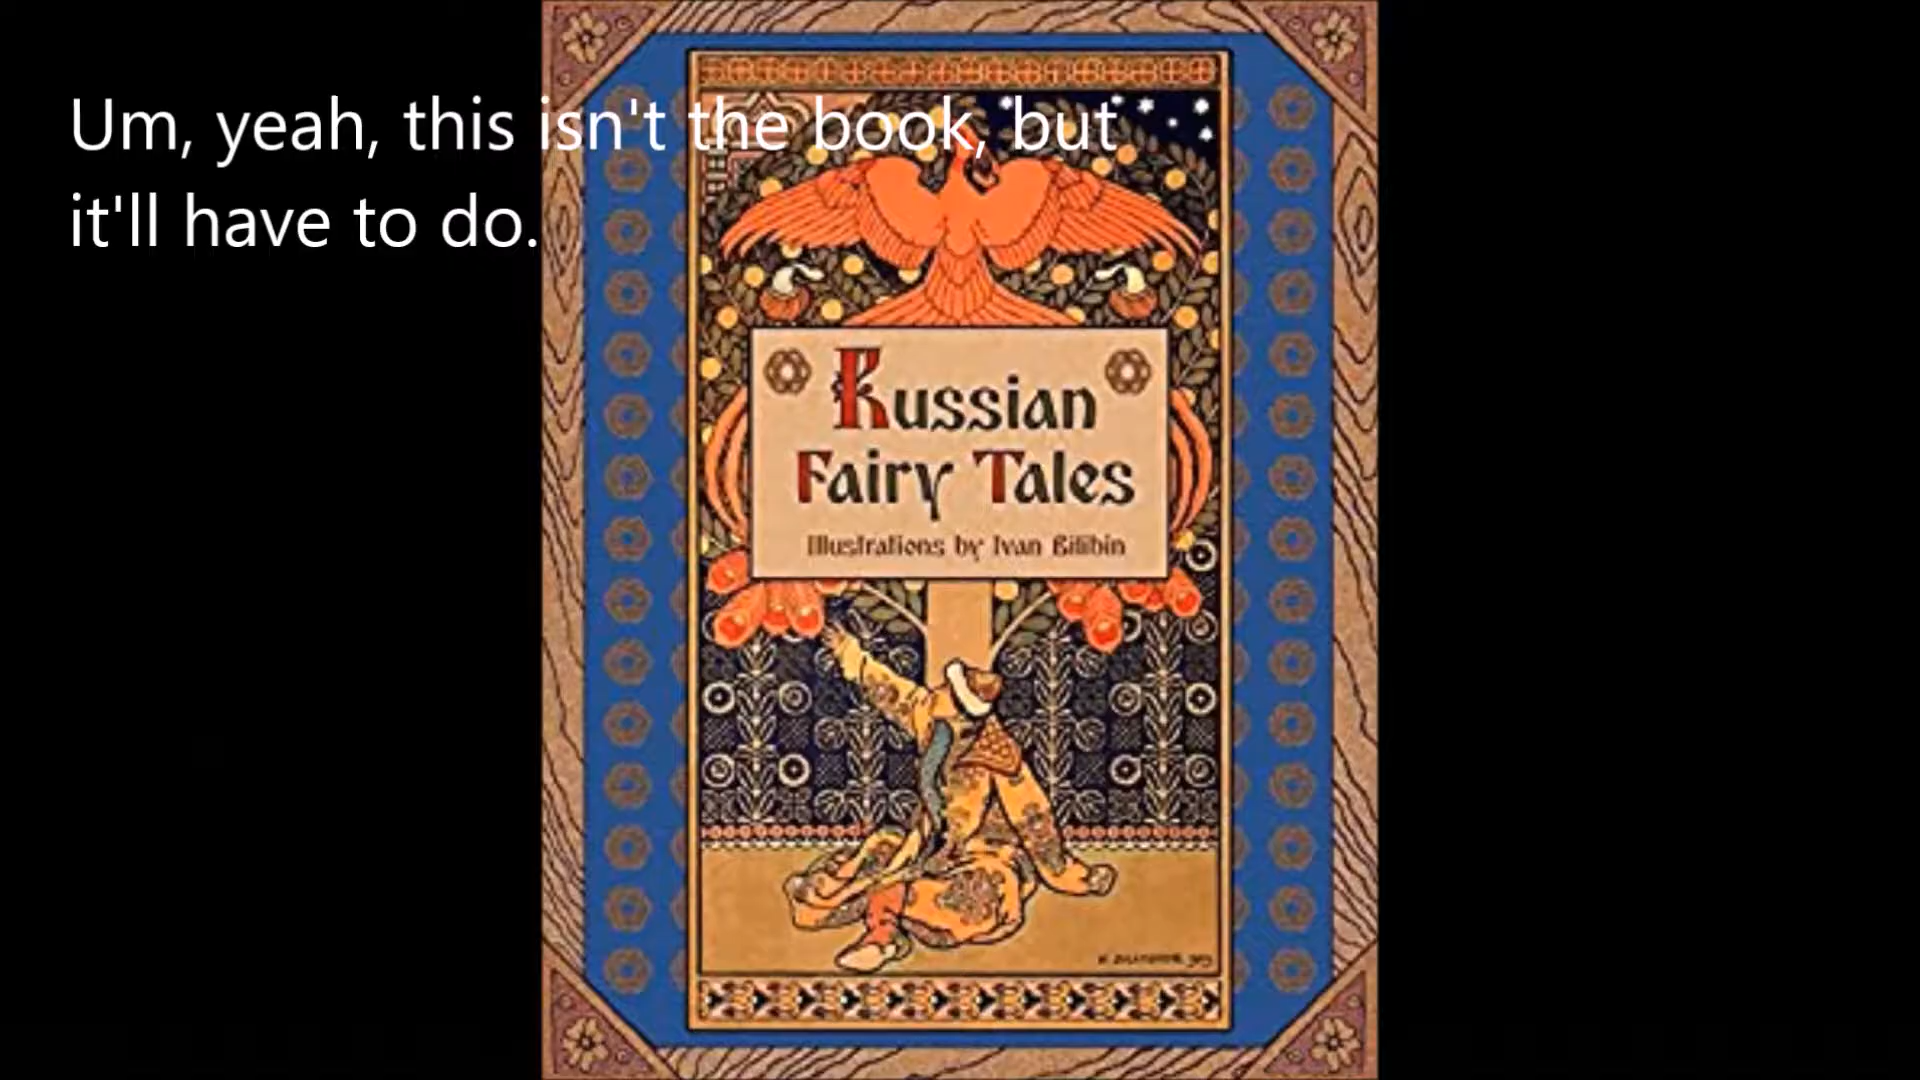 Um, yeah, this isn't the book, but
it'll have to do.
Russian
Fairy Tales
Illustrations by Ivan Bilibin